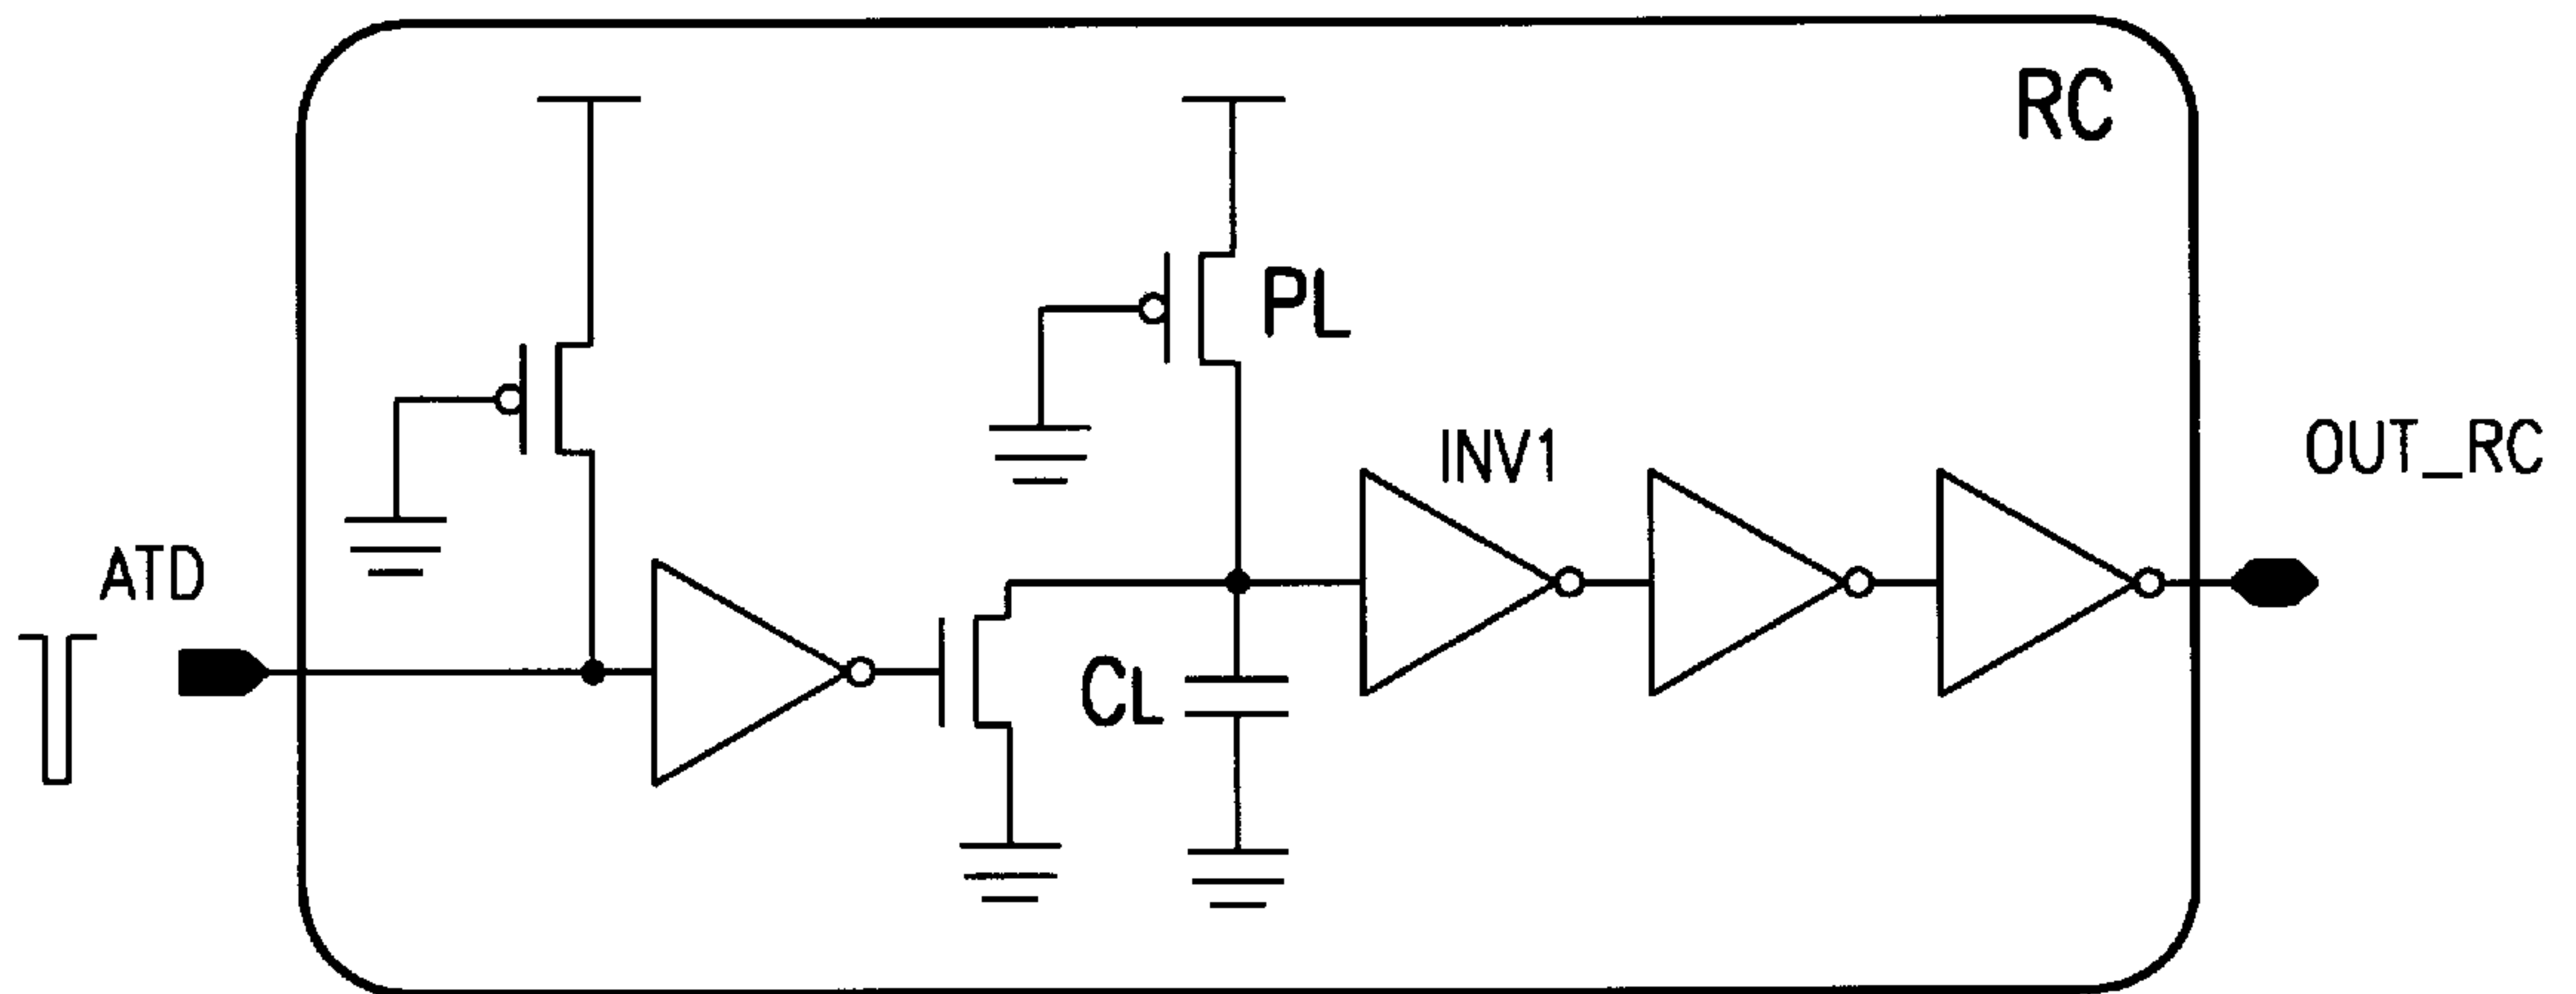 RC
PL
INV1
OUT_RC
ATD
CL